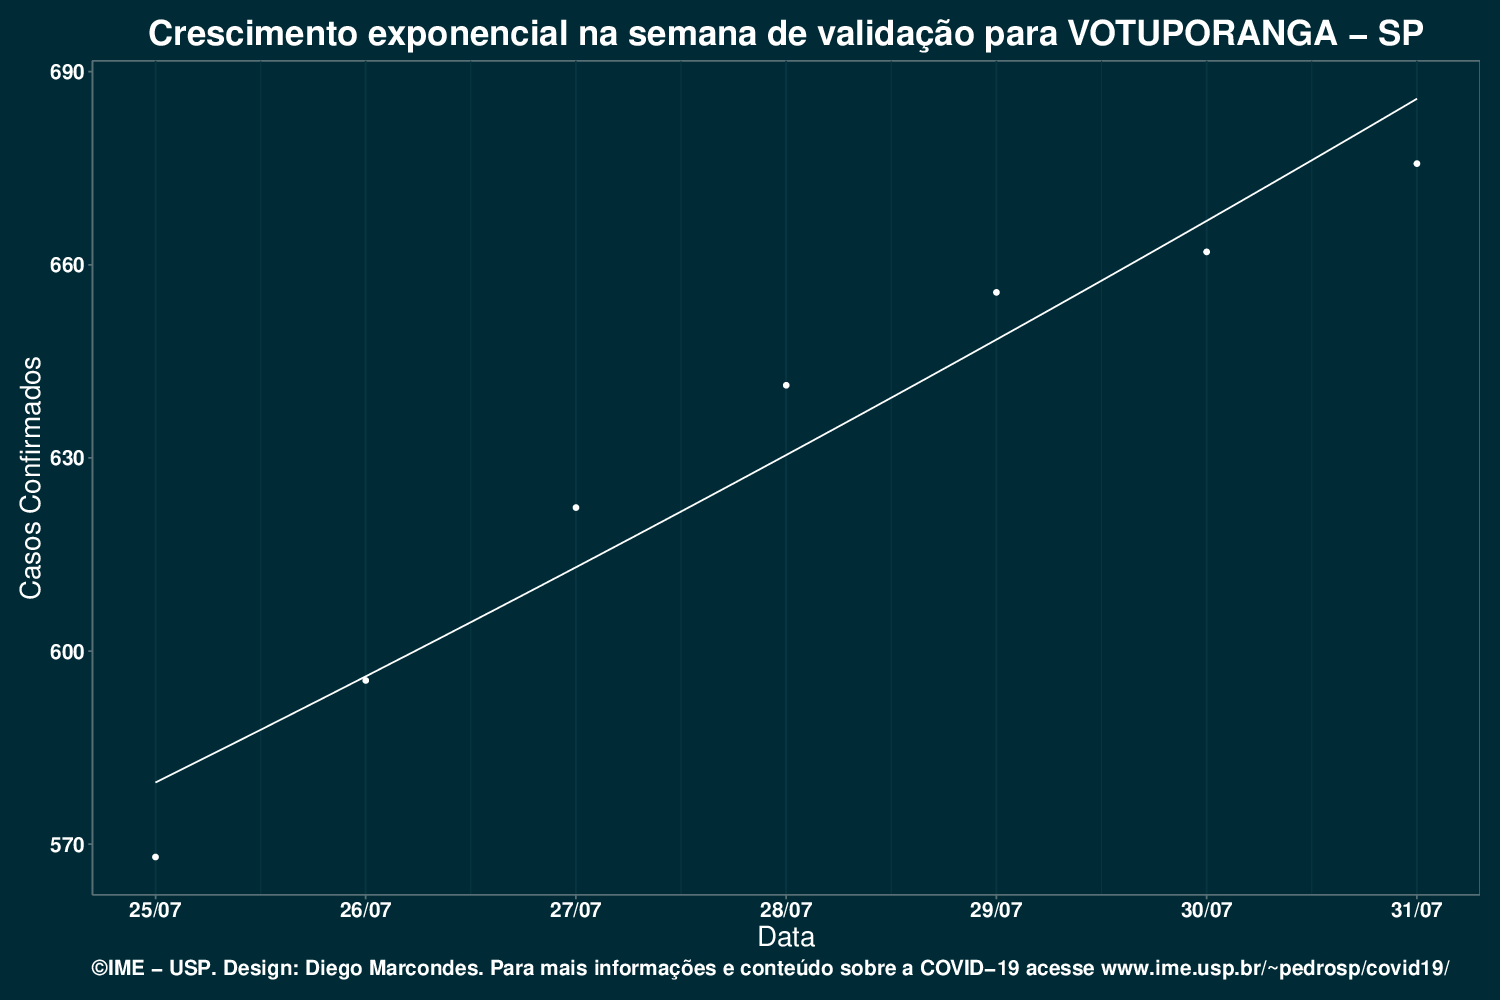 Crescimento exponencial na semana de validação para VOTUPORANGA – SP
690
660
630
600
570
Casos Confirmados
25/07 26/07 27/07 28/07 29/07 30/07 31/07
Data
©IME – USP. Design: Diego Marcondes. Para mais informações e conteúdo sobre a COVID–19 acesse www.ime.usp.br/~pedrosp/covid19/